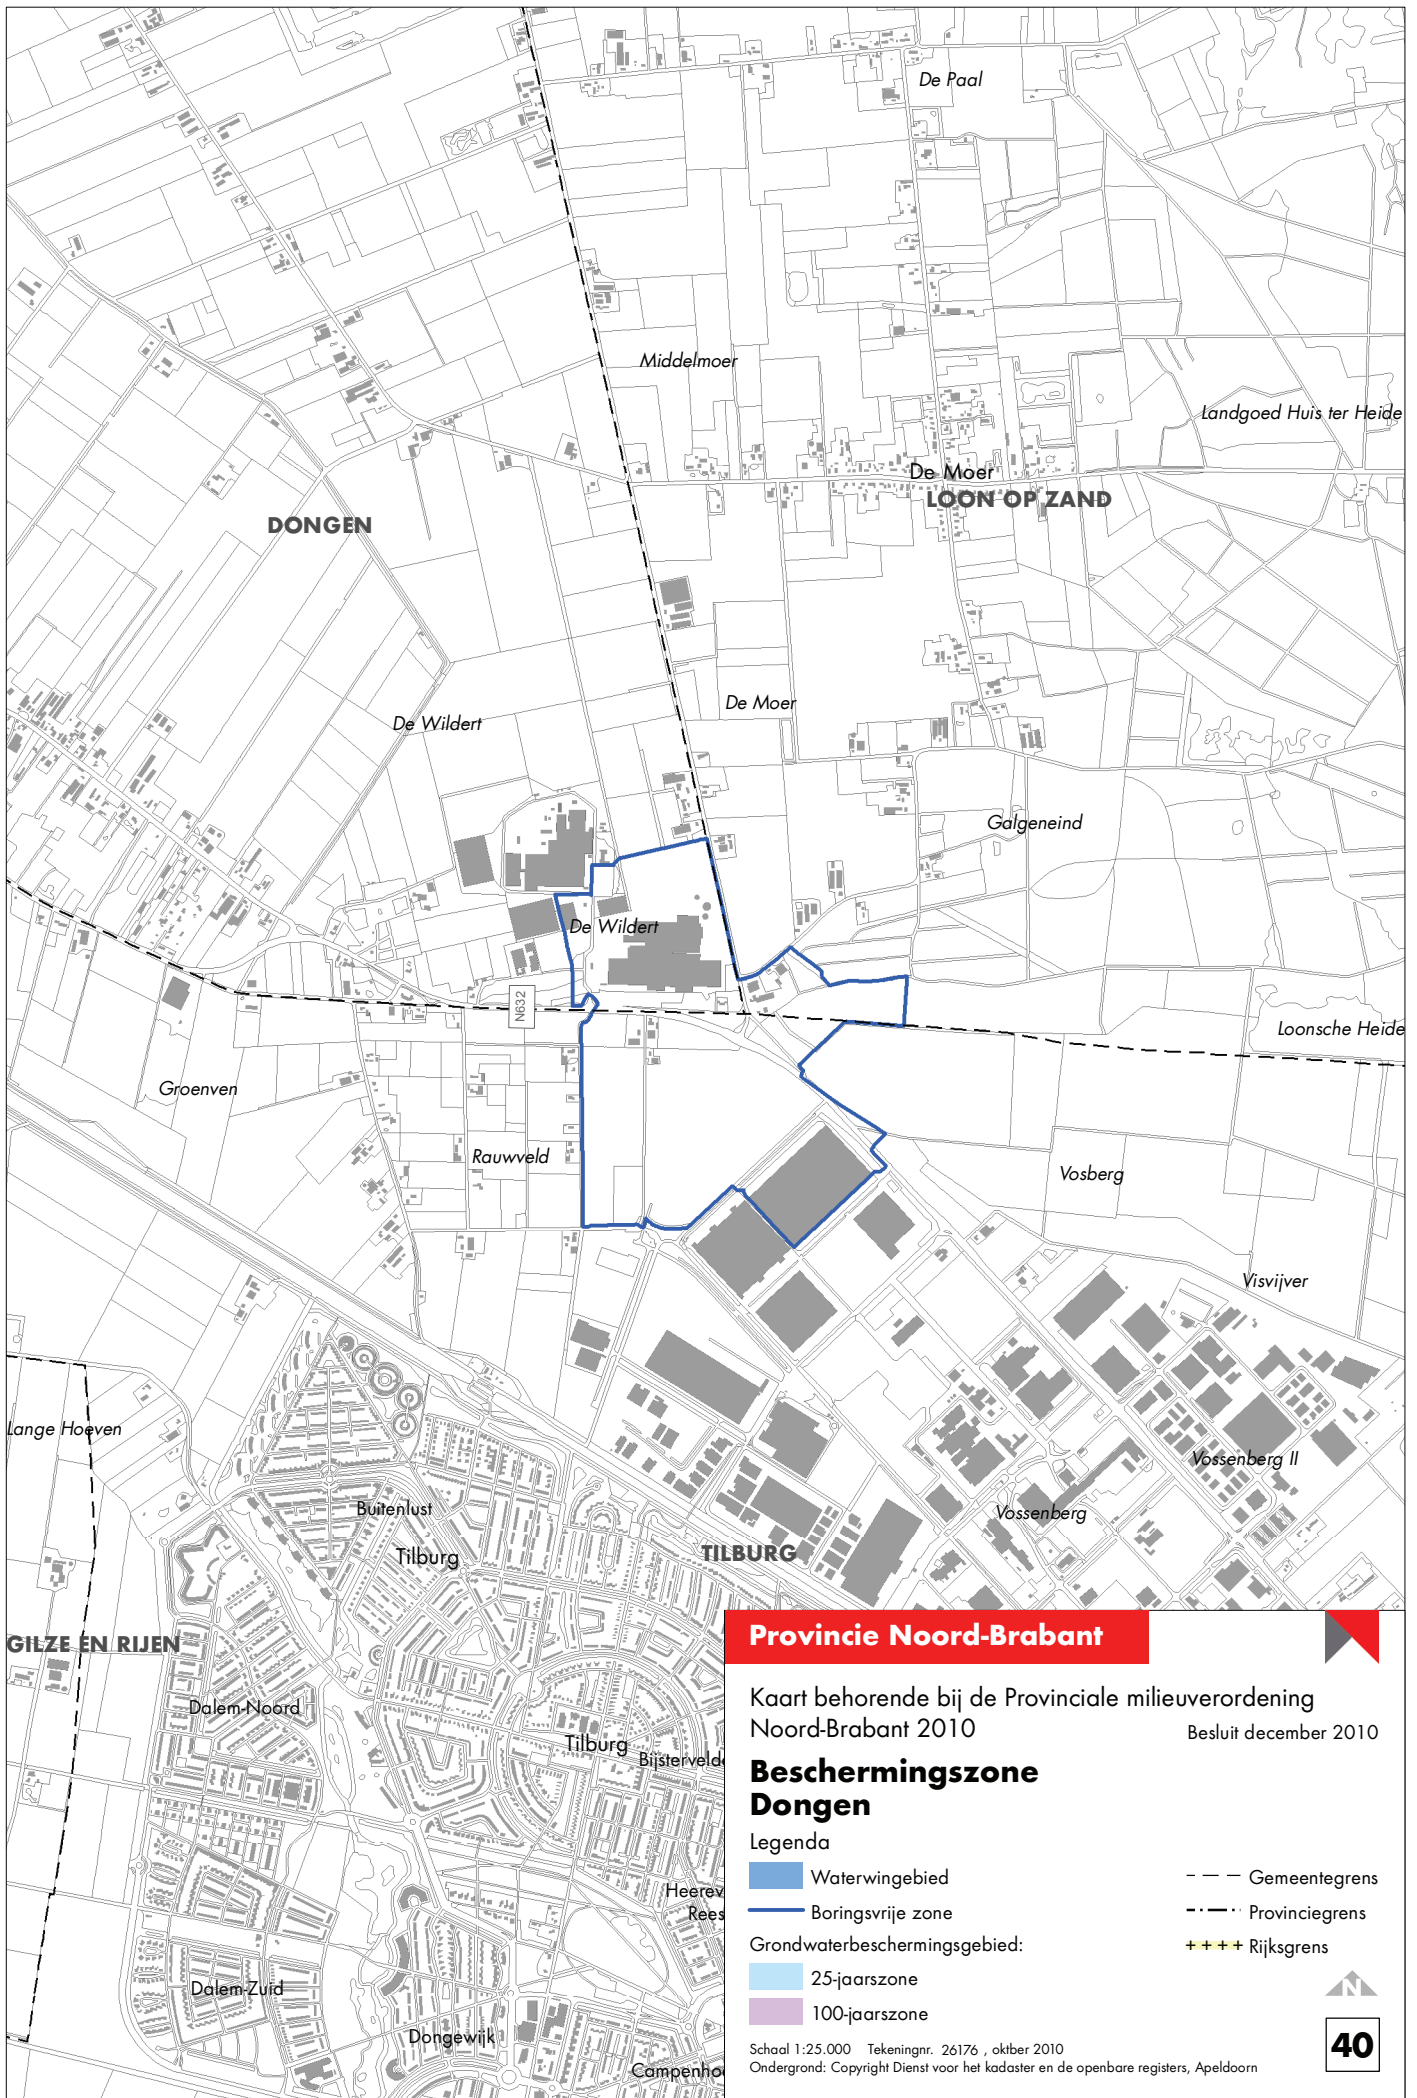 De Paal
Middelmoer
Landgoed Huis ter Heide
De Moer
LOON OP ZAND
DONGEN
De Moer
De Wildert
Galgeneind
De Wildert
N632
Loonsche Heide
Groenven
Rauwveld
Vosberg
Visvijver
Lange Hoeven
Vossenberg II
Buitenlust
Vossenberg
Tilburg
TILBURG
GILZE EN RIJEN
Dalem-Noord
Tilburg
Bijstervelde
Heerev
Rees
Dalem-Zuid
Dongewijk
Campenho
Provincie Noord-Brabant
Kaart behorende bij de Provinciale milieuverordening
Noord-Brabant 2010
Besluit december 2010
Beschermingszone
Dongen
Legenda
Waterwingebied
Gemeentegrens
Boringsvrije zone
Provinciegrens
Grondwaterbeschermingsgebied:
Rijksgrens
25-jaarszone
100-jaarszone
N
Schaal 1:25.000 Tekeningnr. 26176 , oktber 2010
Ondergrond: Copyright Dienst voor het kadaster en de openbare registers, Apeldoorn
40